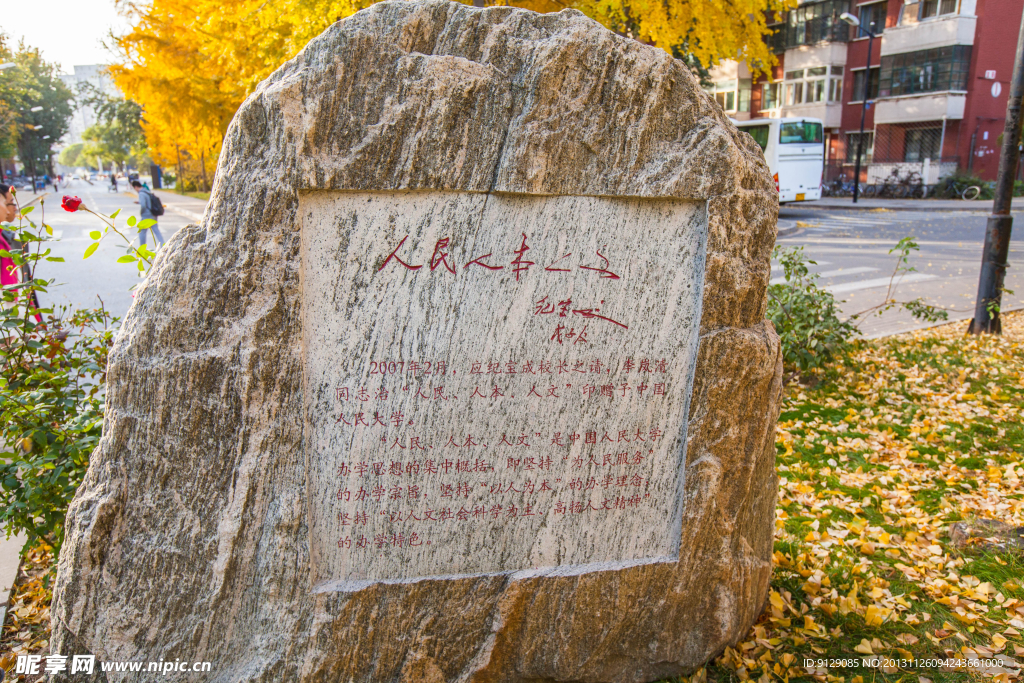 人民 人本 人文
2007年2月，应纪宝成校长之请，李岚清
同志治“人民、人本、人文”印赠予中国
人民大学。
“人民、人本、人文”是中国人民大学
办学思想的集中概括，即坚持“为人民服务”
的办学宗旨，坚持“以人为本”的办学理念，
坚持“以人文社会科学为主、高扬人文精神”
的办学特色。
昵享网 www.nipic.cn
ID:9129085 NO:20131126094243661000